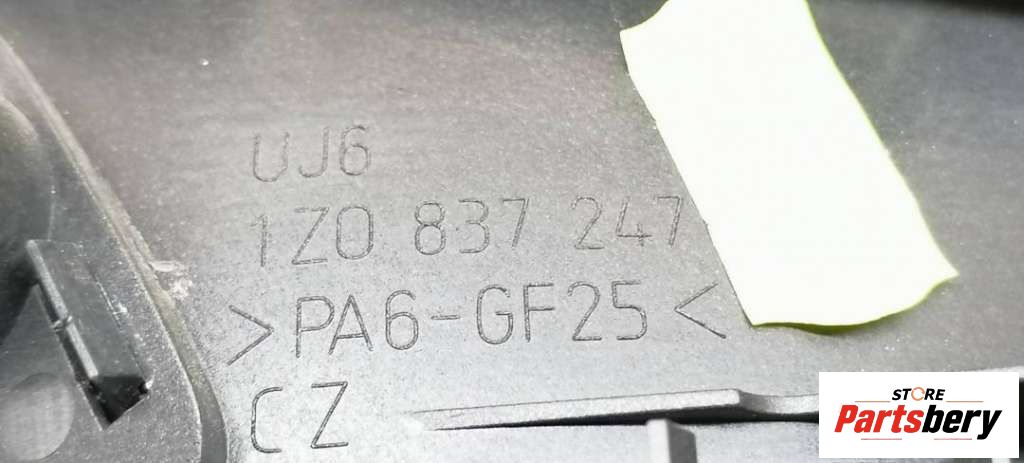 UJ6
1Z0 837 247
>PA6-GF25<
CZ
STORE
Partsbery